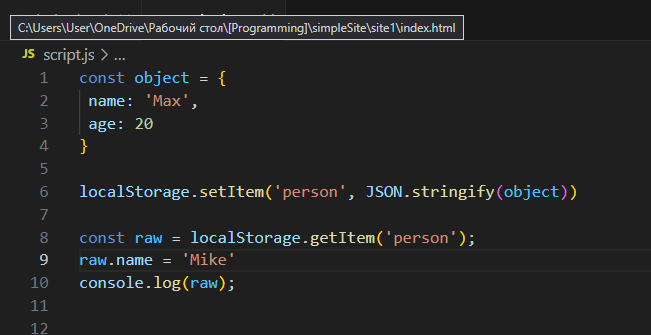 C:\Users\User\OneDrive\Рабочий стол\[Programming]\simpleSite\site1\index.html
JS script.js > ...
1 const object = {
2 name: 'Max',
3 age: 20
4 }
5
6 localStorage.setItem('person', JSON.stringify(object))
7
8 const raw = localStorage.getItem('person');
9 raw.name = 'Mike'
10 console.log(raw);
11
12